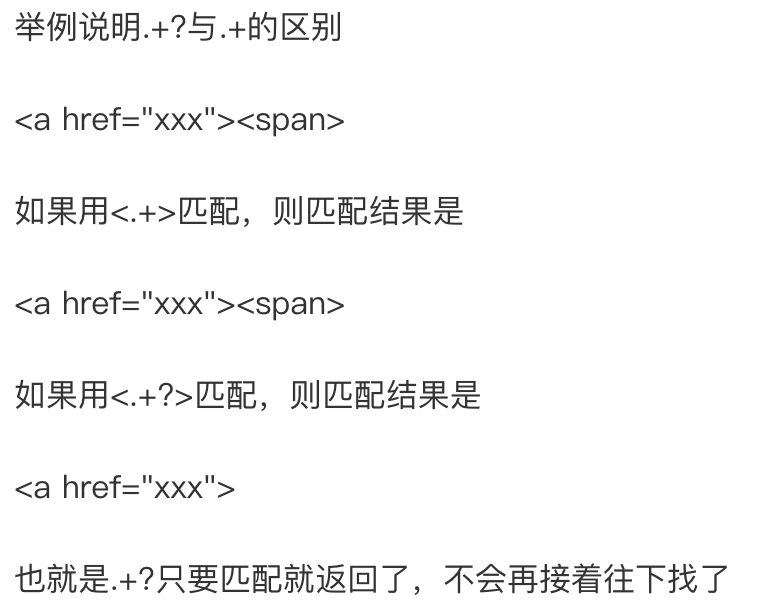 举例说明.+?与.+的区别
<a href="xxx"><span>
如果用<.+>匹配，则匹配结果是
<a href="xxx"><span>
如果用<.+?>匹配，则匹配结果是
<a href="xxx">
也就是.+?只要匹配就返回了，不会再接着往下找了